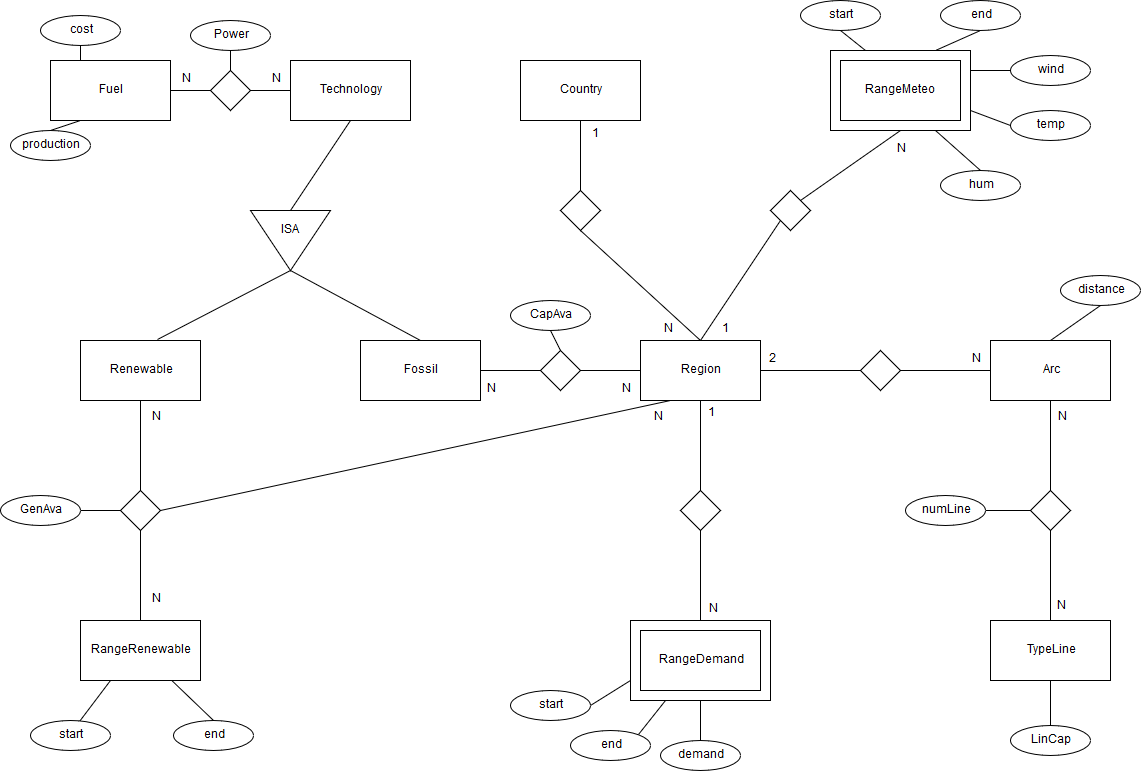 start
end
cost
Power
wind
N
N
Fuel
Technology
Country
RangeMeteo
temp
1
production
N
hum
ISA
distance
CapAva
N
1
2
N
Renewable
Fossil
Region
Arc
N
N
N
N
1
N
GenAva
numLine
N
N
N
RangeRenewable
RangeDemand
TypeLine
start
start
end
end
demand
LinCap